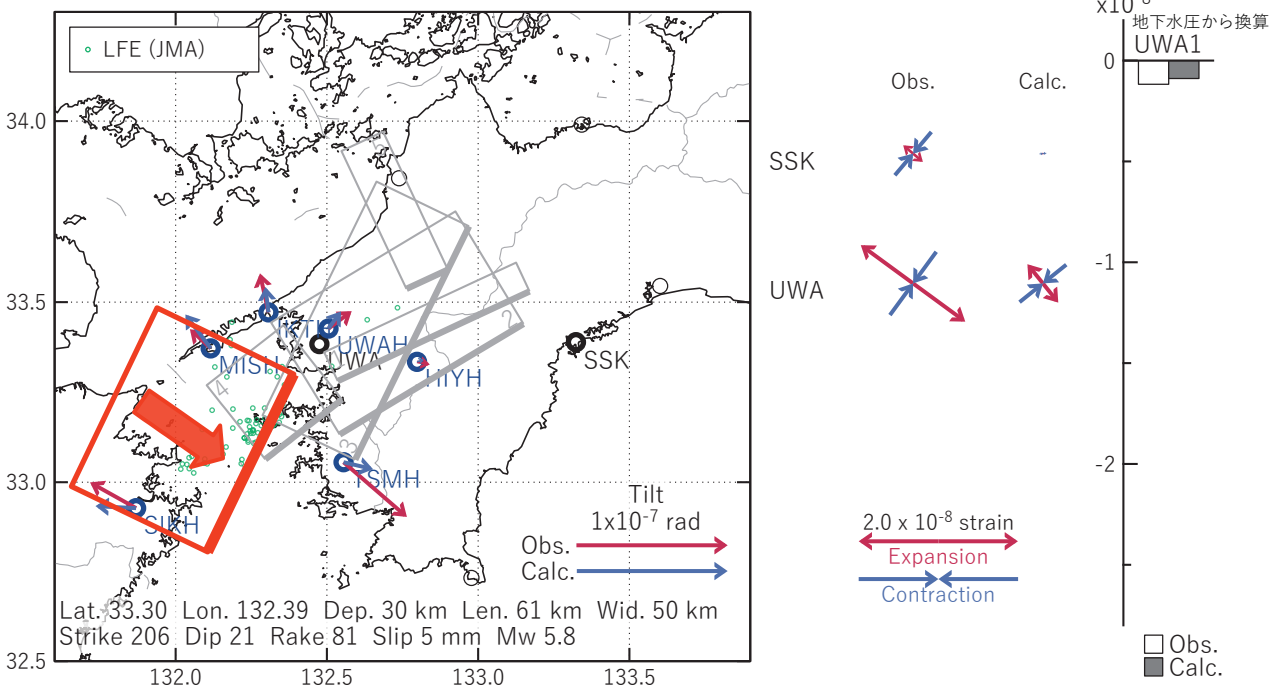 LFE (JMA)
34.0
33.5
33.0
32.5
132.0
132.5
133.0
133.5
MISH
UWAH
UWA
HIYH
SSK
TSMH
SIKH
4
2
3
Tilt
1x10-7 rad
Obs.
Calc.
Lat. 33.30 Lon. 132.39 Dep. 30 km Len. 61 km Wid. 50 km
Strike 206 Dip 21 Rake 81 Slip 5 mm Mw 5.8
Obs.
Calc.
SSK
UWA
2.0 x 10-8 strain
Expansion
Contraction
地下水圧から換算
UWA1
0
-1
-2
Obs.
Calc.